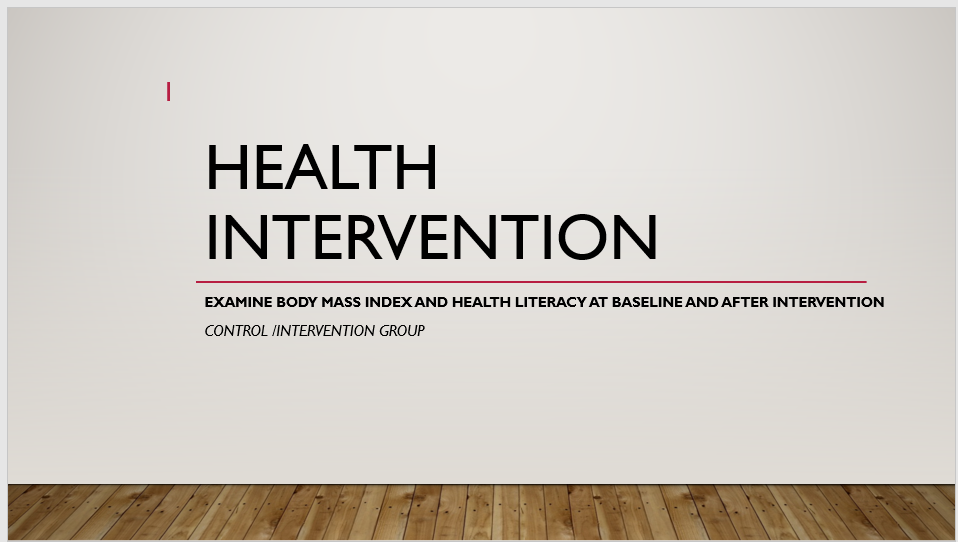 HEALTH
INTERVENTION
EXAMINE BODY MASS INDEX AND HEALTH LITERACY AT BASELINE AND AFTER INTERVENTION
CONTROL /INTERVENTION GROUP